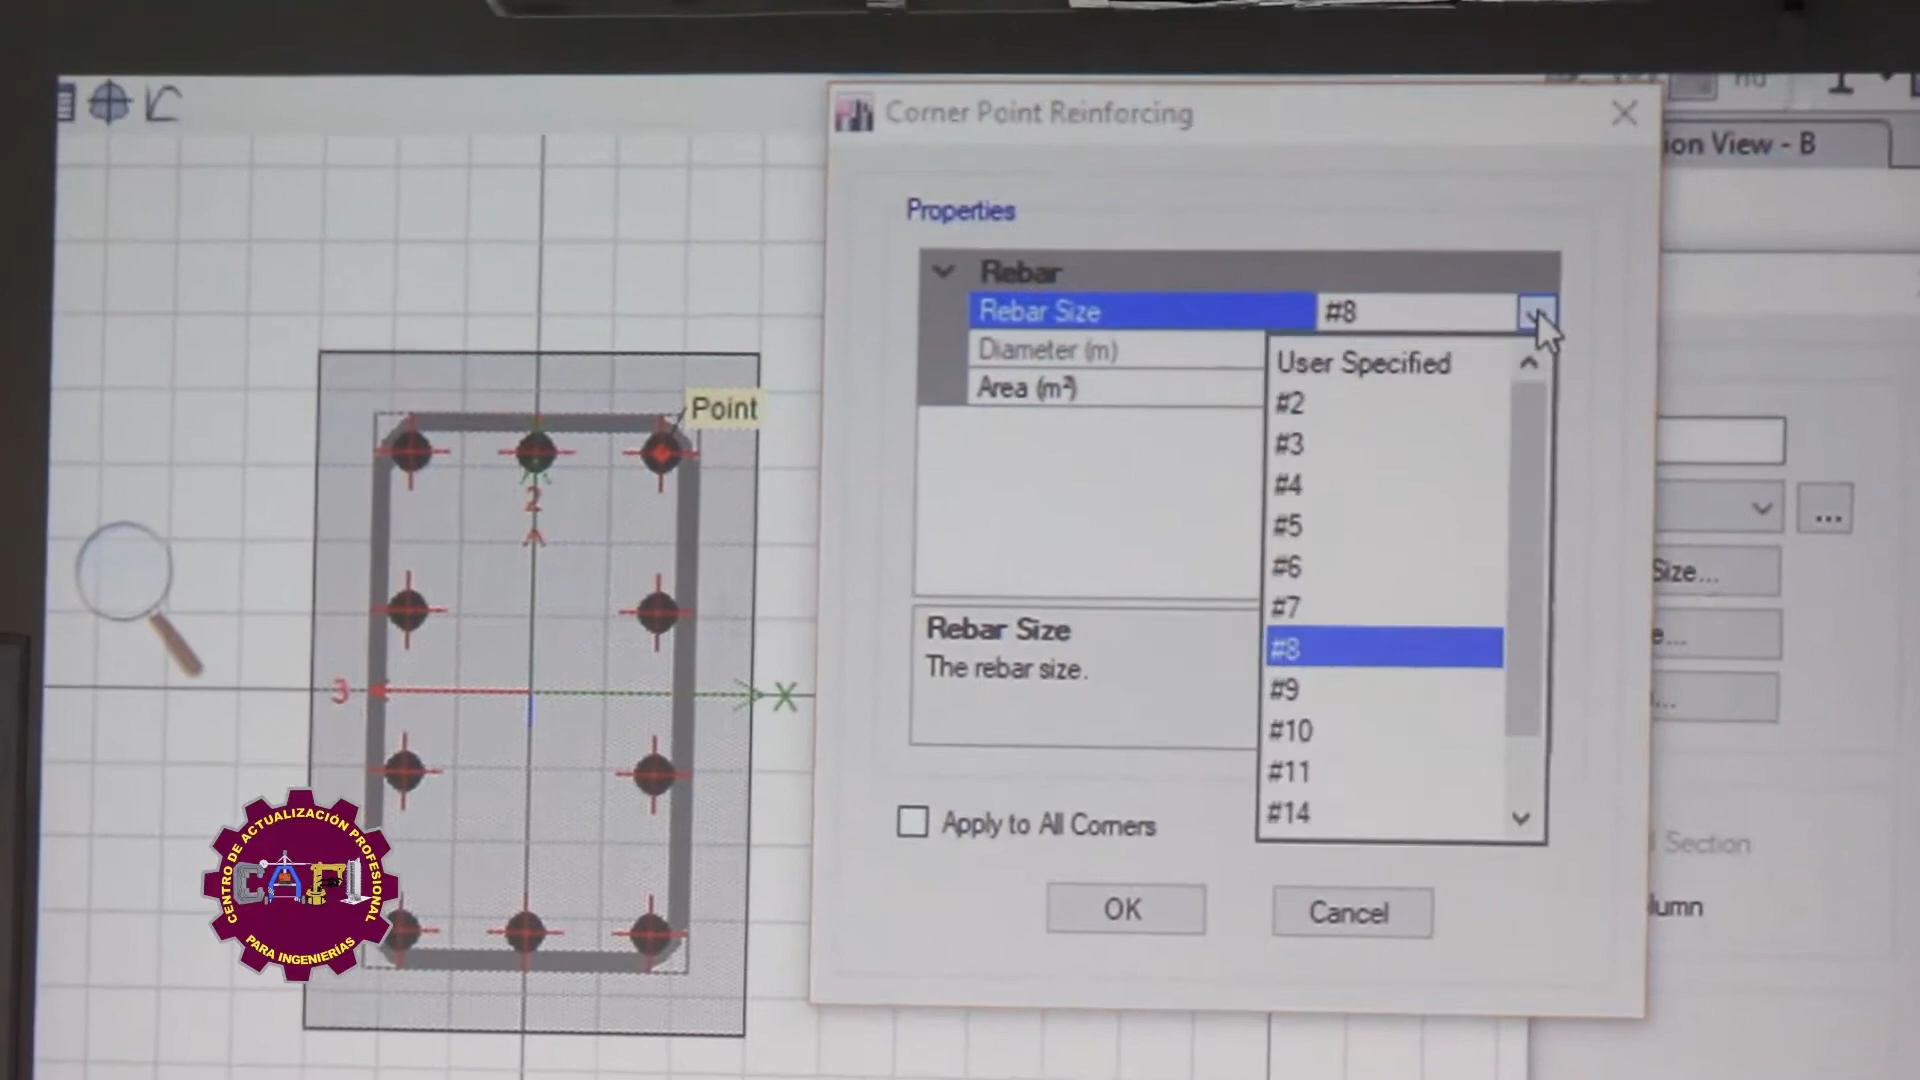 Corner Point Reinforcing
ion View - B
Properties
Rebar
Rebar Size
#8
Diameter (m)
Area (m²)
User Specified
#2
#3
#4
#5
#6
#7
#8
#9
#10
#11
#14
Rebar Size
The rebar size.
Apply to All Corners
OK
Cancel
Point
2
3
X
...
Size...
e...
...
Section
lumn
CENTRO DE ACTUALIZACIÓN PROFESIONAL
CAPI
PARA INGENIERÍAS